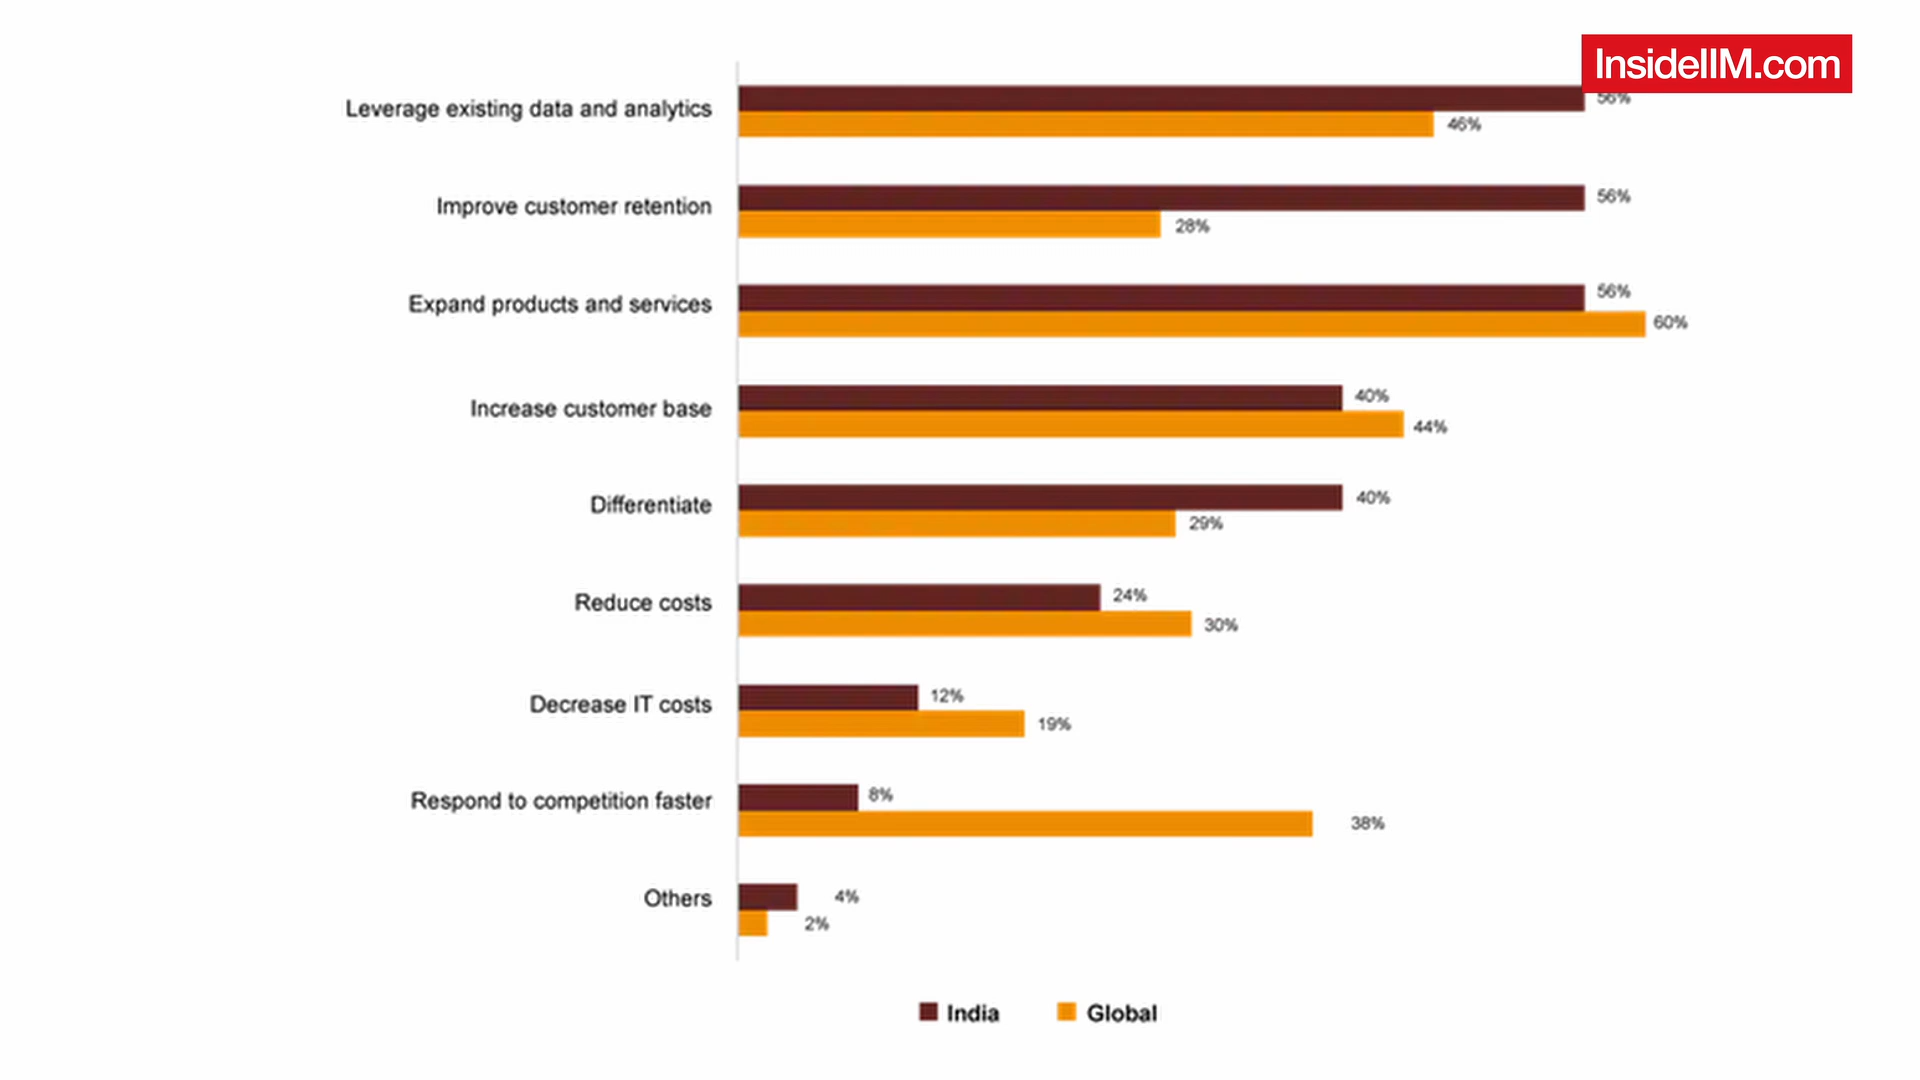 InsideIIM.com
Leverage existing data and analytics
56%
46%
Improve customer retention
56%
28%
Expand products and services
56%
60%
Increase customer base
40%
44%
Differentiate
40%
29%
Reduce costs
24%
30%
Decrease IT costs
12%
19%
Respond to competition faster
8%
38%
Others
4%
2%
India Global